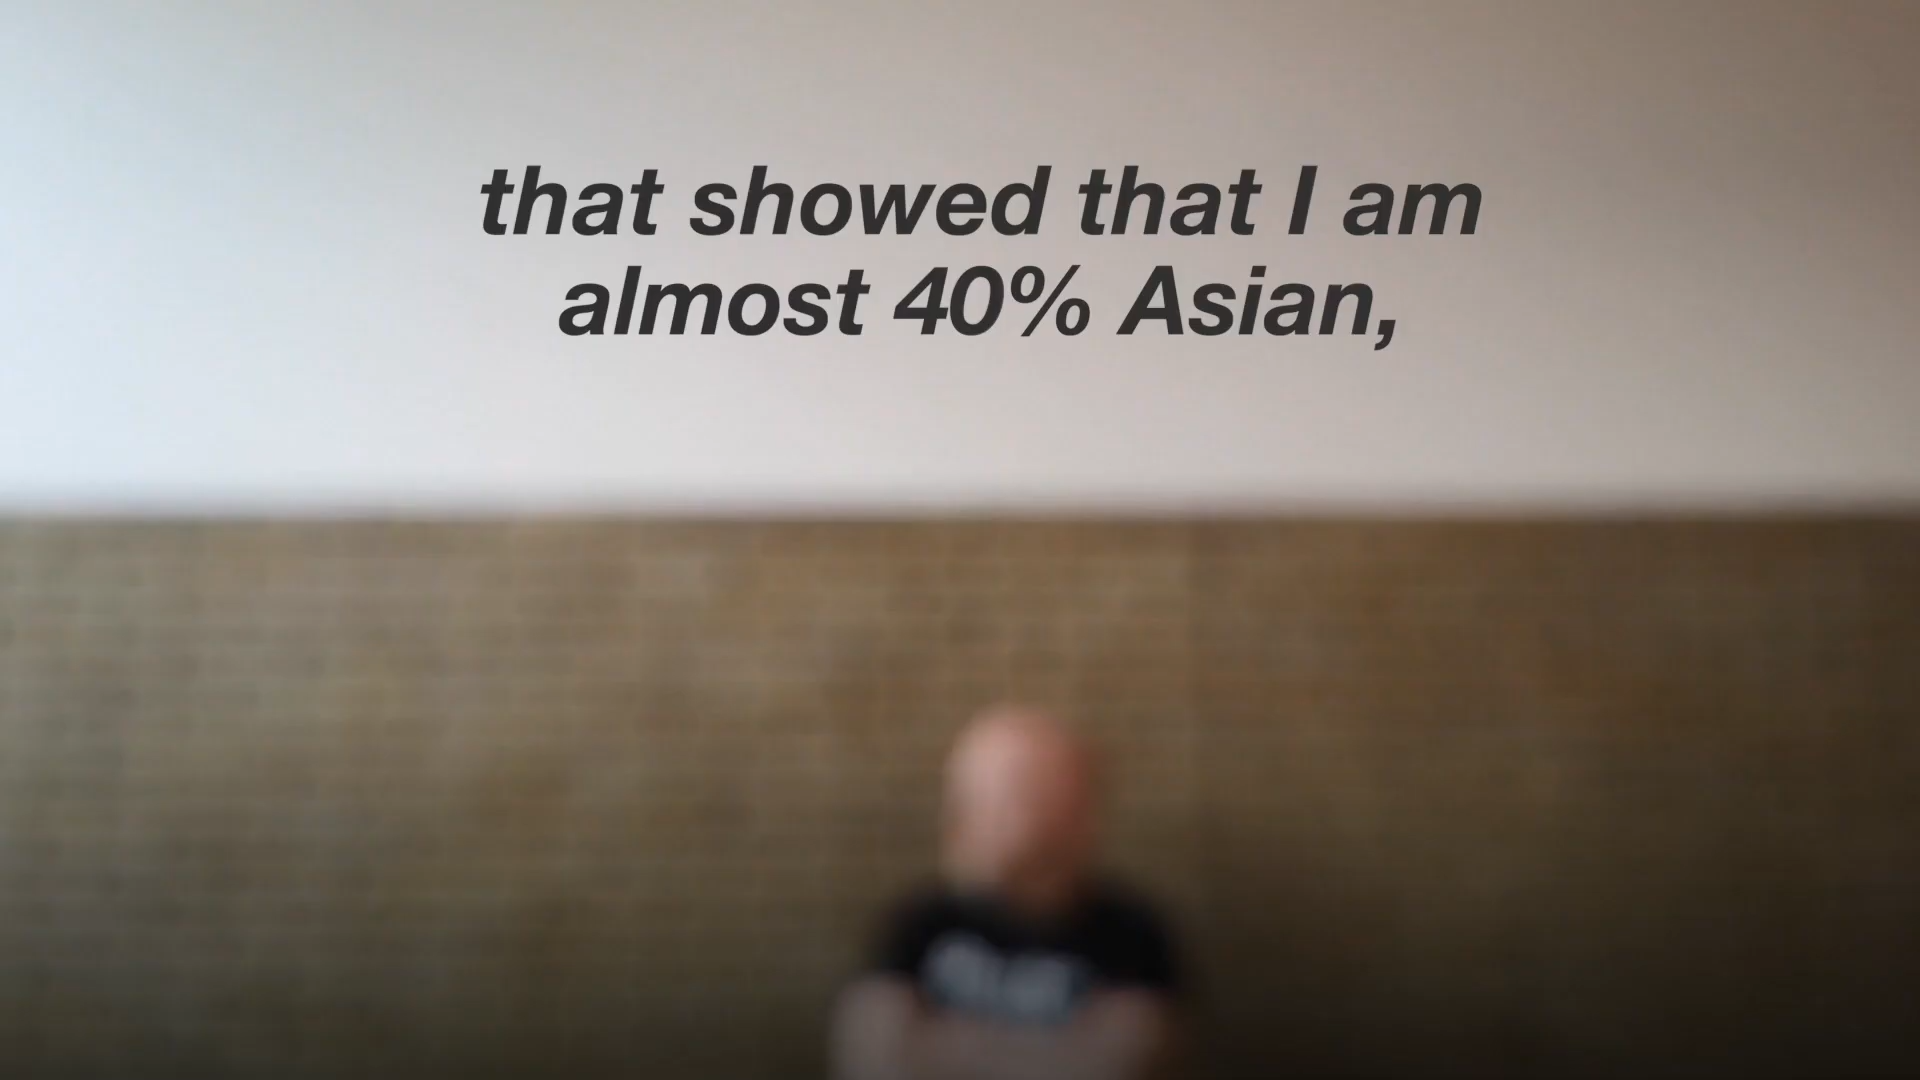 that showed that I am
almost 40% Asian,